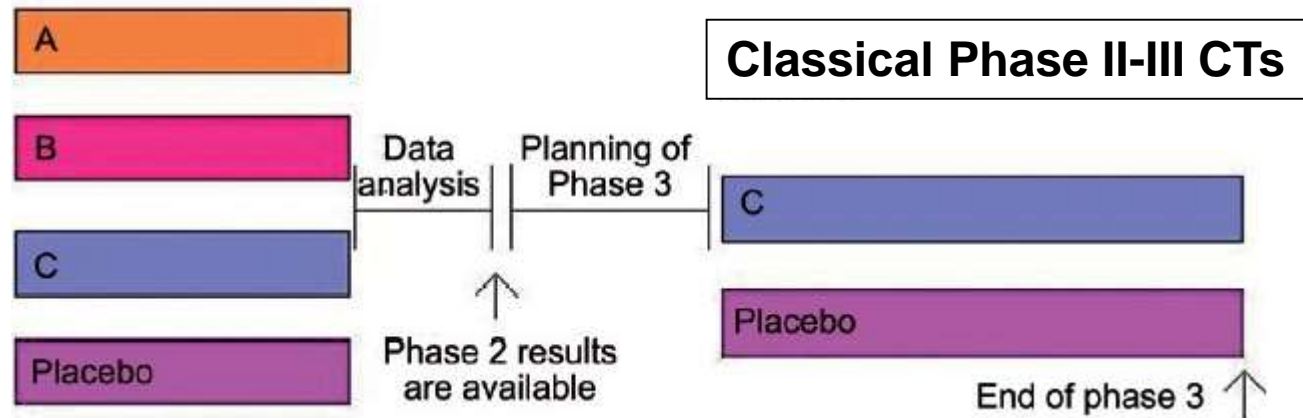 Classical Phase II-III CTs
A
B
C
Placebo
Data
analysis
Phase 2 results
are available
Planning of
Phase 3
C
Placebo
End of phase 3